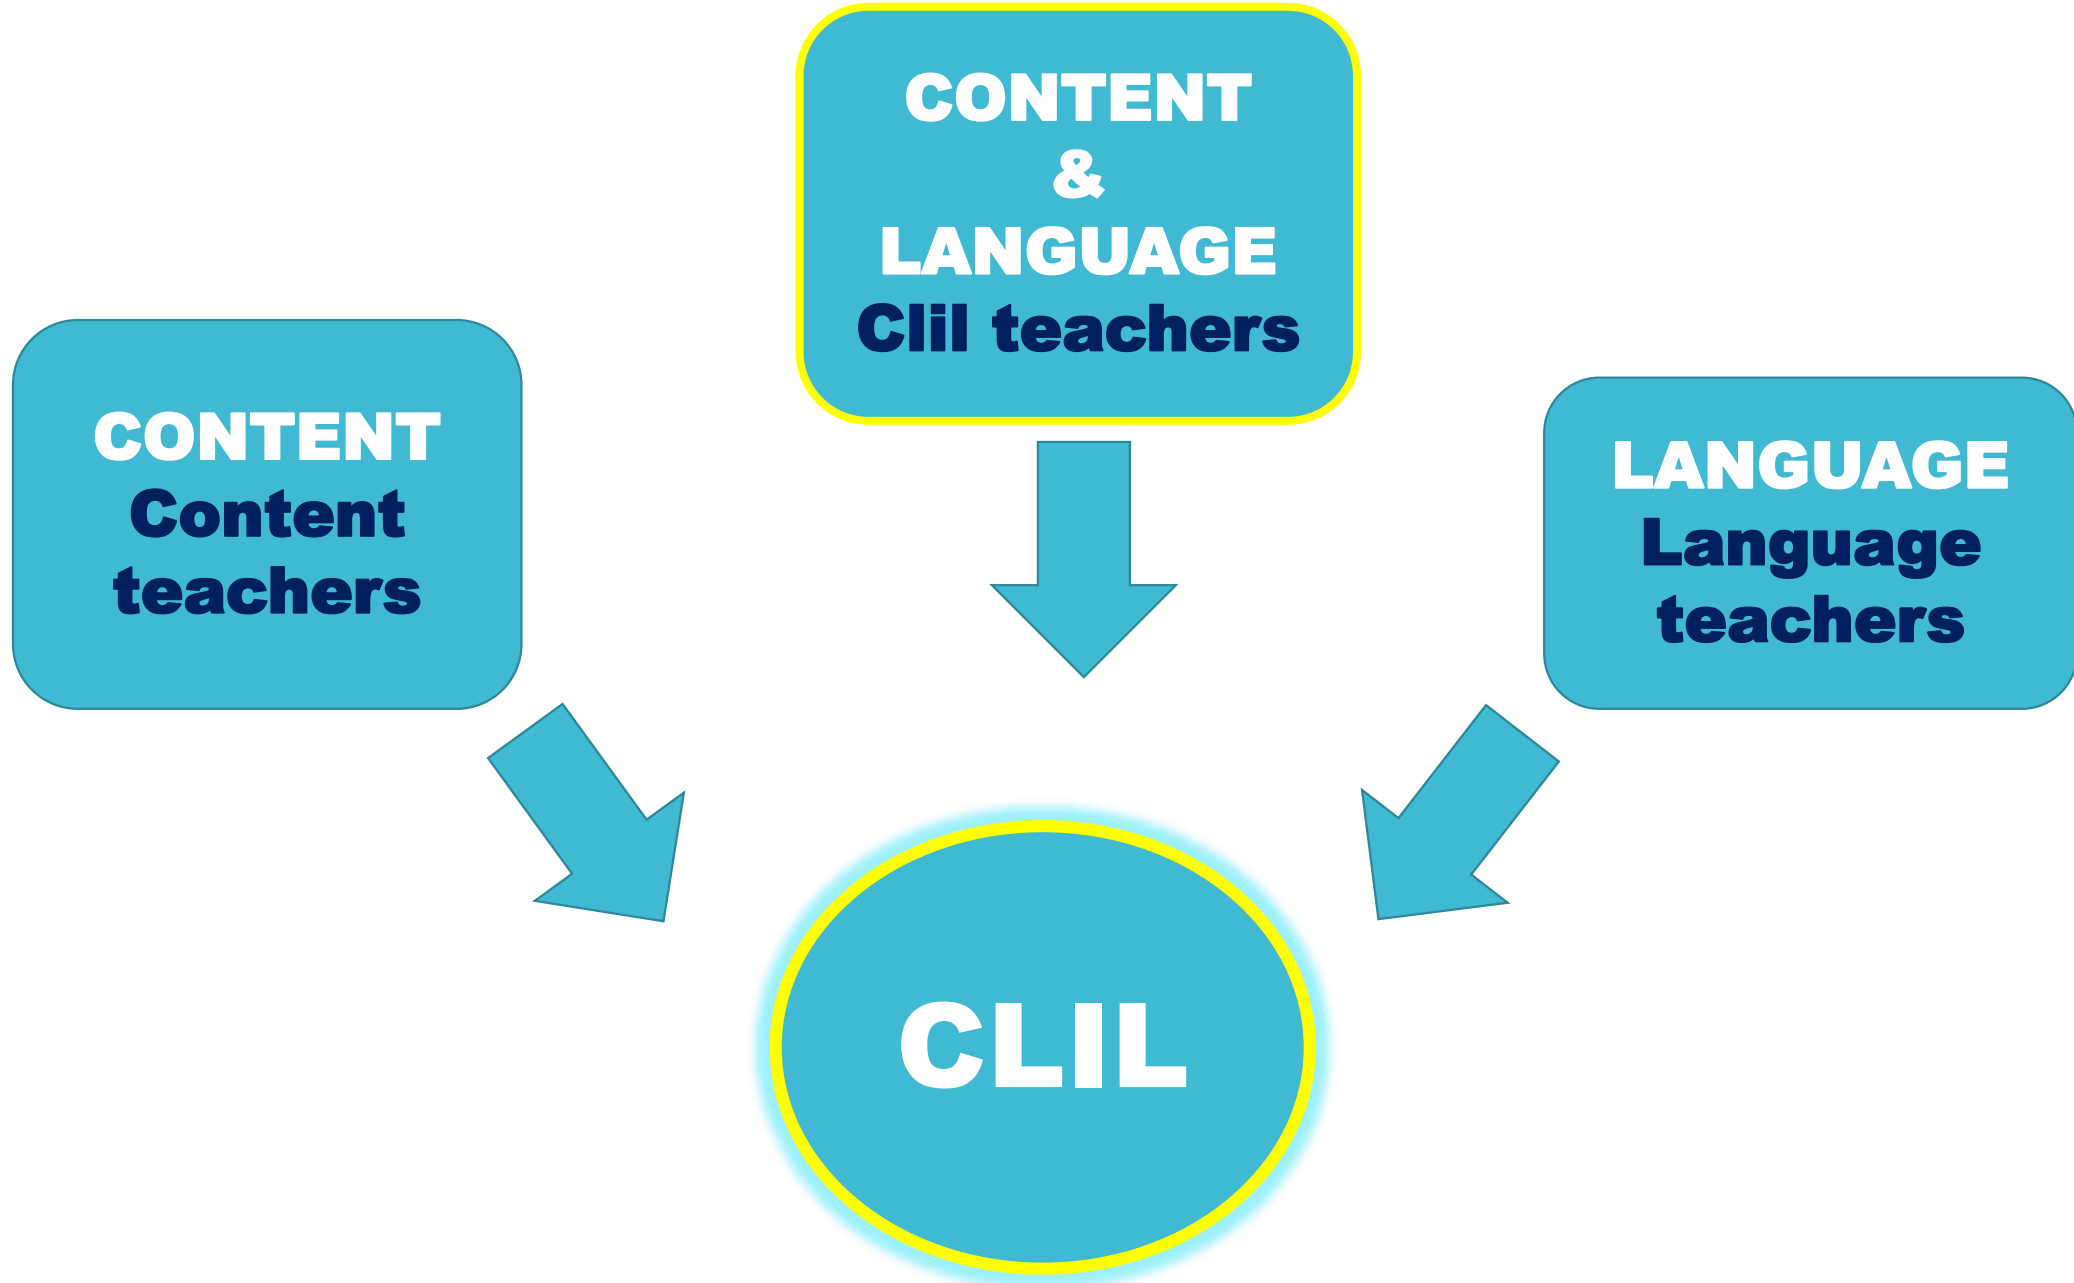 CONTENT
&
LANGUAGE
Clil teachers
CONTENT
Content
teachers
LANGUAGE
Language
teachers
CLIL